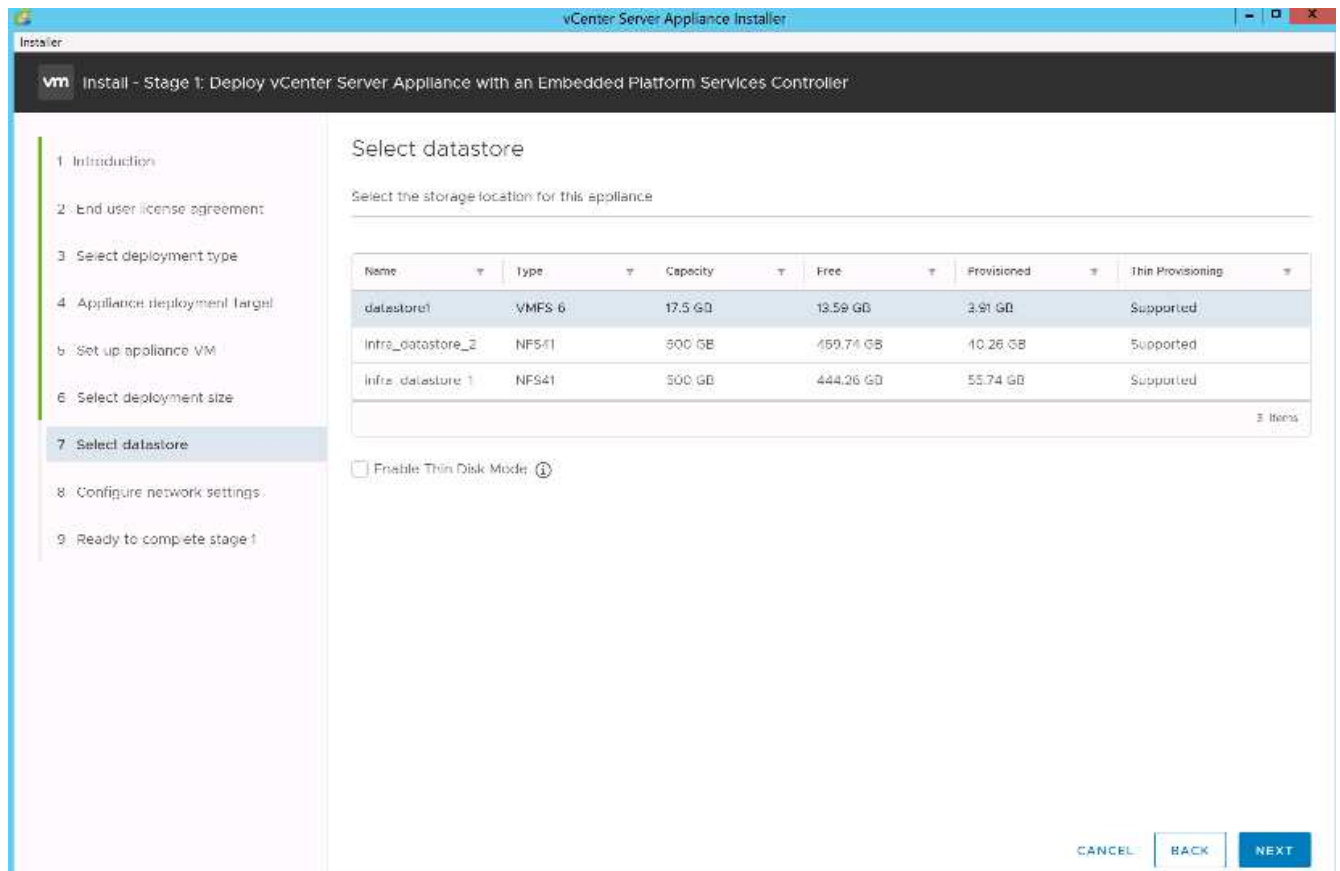 vCenter Server Appliance Installer
Installer
vm Install - Stage 1: Deploy vCenter Server Appliance with an Embedded Platform Services Controller
1 Introduction
2 End user license agreement
3 Select deployment type
4 Appliance deployment target
5 Set up appliance VM
6 Select deployment size
7 Select datastore
8 Configure network settings
9 Ready to complete stage 1
Select datastore
Select the storage location for this appliance
Name Type Capacity Free Provisioned Thin Provisioning
datastore1 VMFS-6 17.5 GB 13.59 GB 3.91 GB Supported
infra_datastore_2 NFS41 500 GB 459.74 GB 40.26 GB Supported
infra_datastore_1 NFS41 500 GB 444.26 GB 55.74 GB Supported
3 items
Enable Thin Disk Mode
CANCEL BACK NEXT